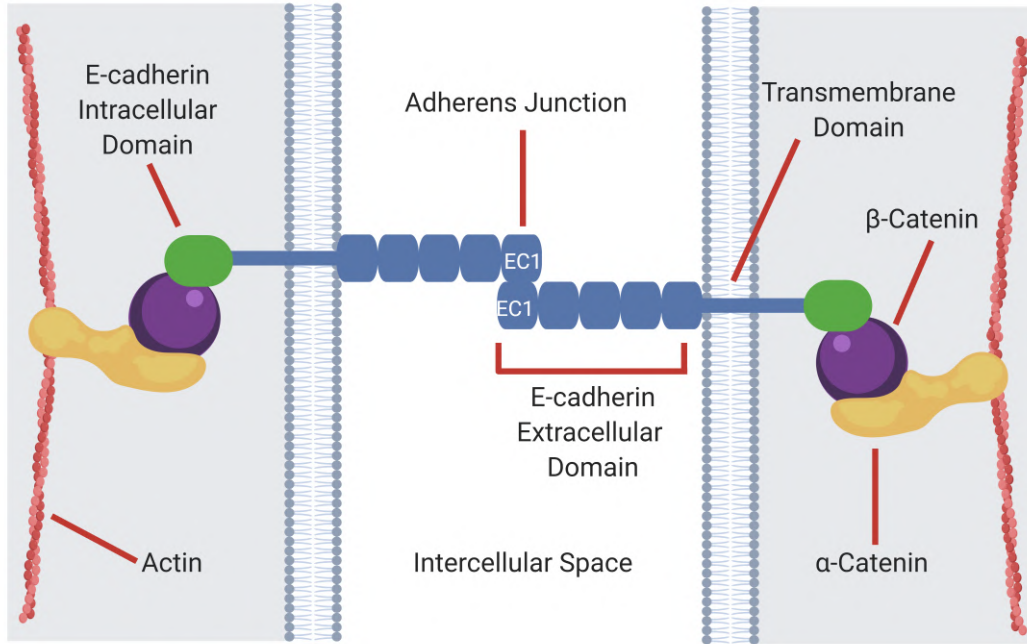 E-cadherin
Intracellular
Domain
Adherens Junction
Transmembrane
Domain
β-Catenin
EC1
EC1
E-cadherin
Extracellular
Domain
Actin
Intercellular Space
α-Catenin